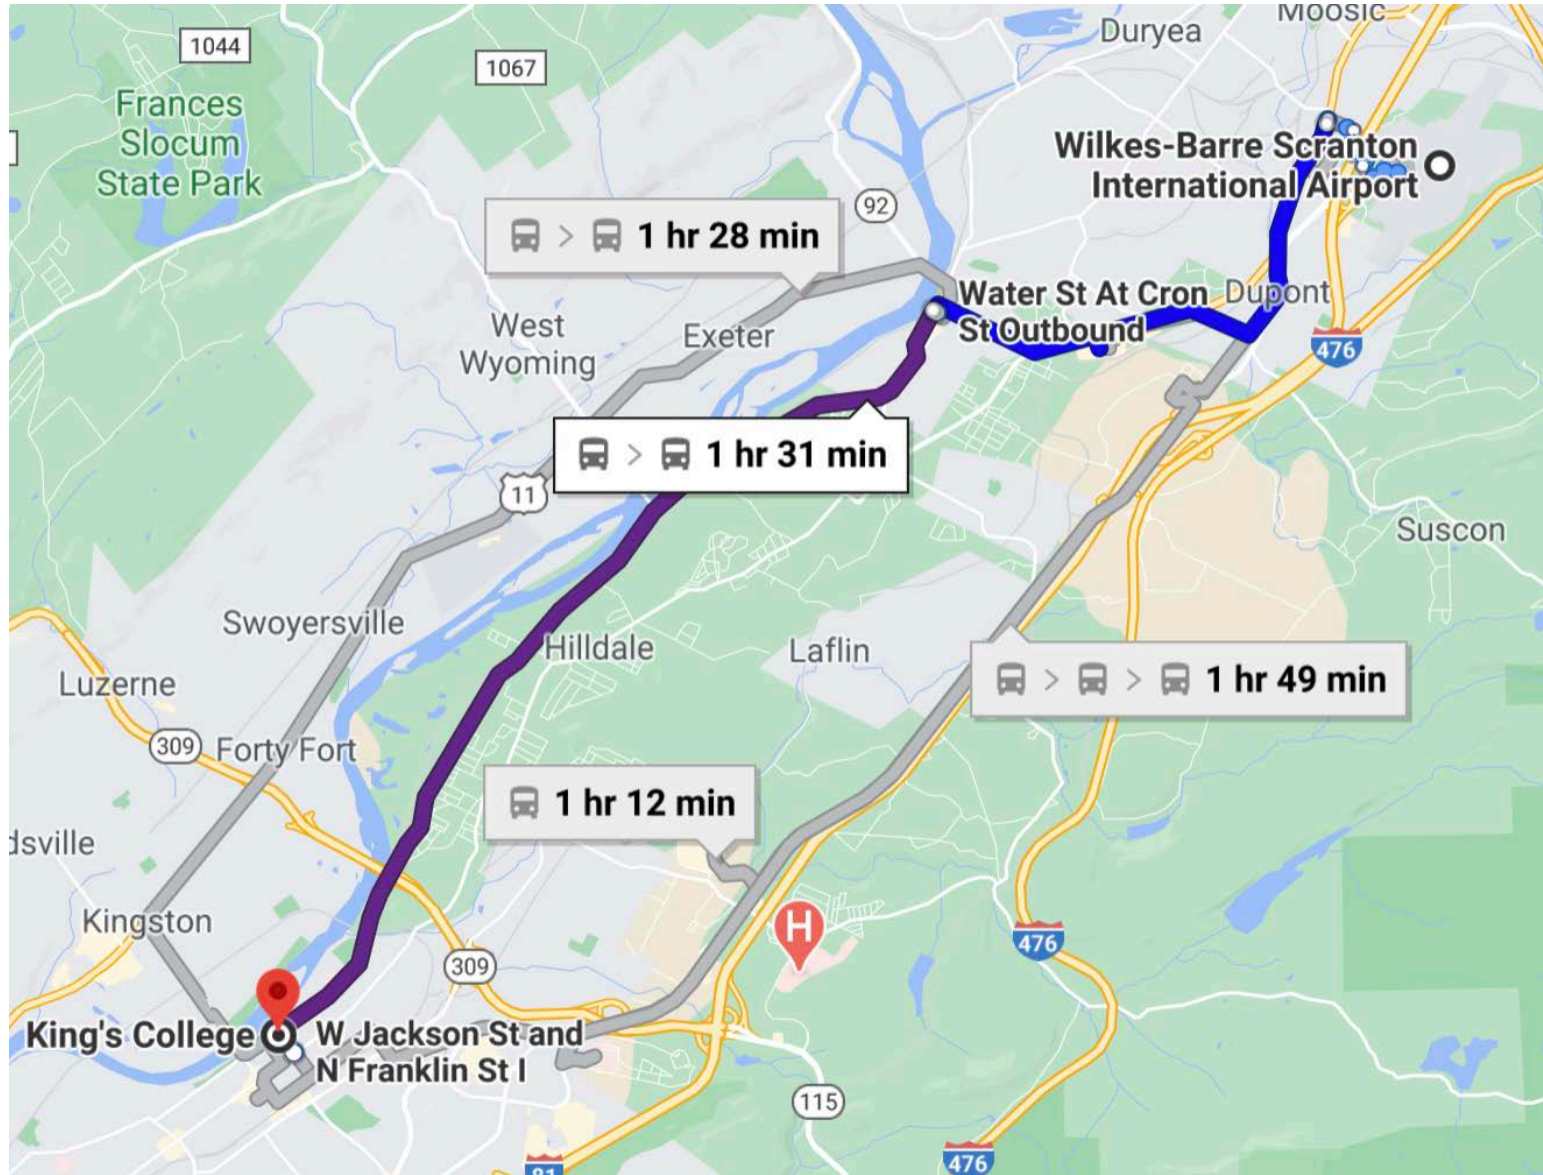 Moosic
Duryea
1044
1067
Frances
Slocum
State Park
Wilkes-Barre Scranton
International Airport
92
1 hr 28 min
Water St At Cron
St Outbound
Dupont
West
Wyoming
Exeter
476
1 hr 31 min
11
Suscon
Swoyersville
Hilldale
Laflin
Luzerne
1 hr 49 min
309
Forty Fort
1 hr 12 min
dsville
Kingston
H
476
309
King's College
W Jackson St and
N Franklin St I
115
81
476